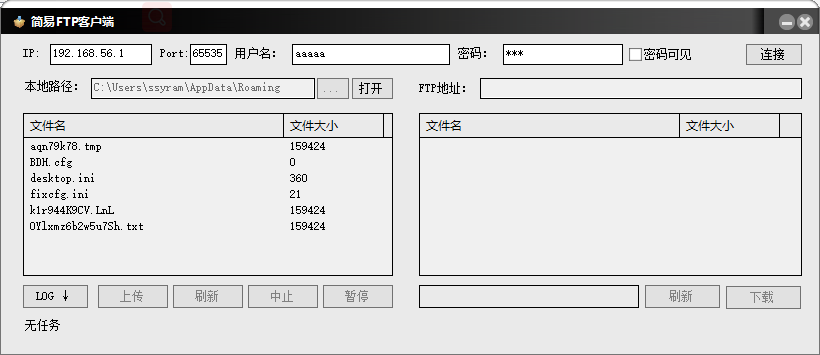 简易FTP客户端
IP: 192.168.56.1 Port: 65535 用户名: aaaaa 密码: *** 密码可见 连接
本地路径: C:\Users\ssyram\AppData\Roaming ... 打开 FTP地址:
文件名 文件大小 文件名 文件大小
aqn79k78.tmp 159424
BDH.cfg 0
desktop.ini 360
fixcfg.ini 21
k1r944K9CV.LnL 159424
OYlxmz6b2w5u7Sh.txt 159424
LOG ↓ 上传 刷新 中止 暂停 刷新 下载
无任务